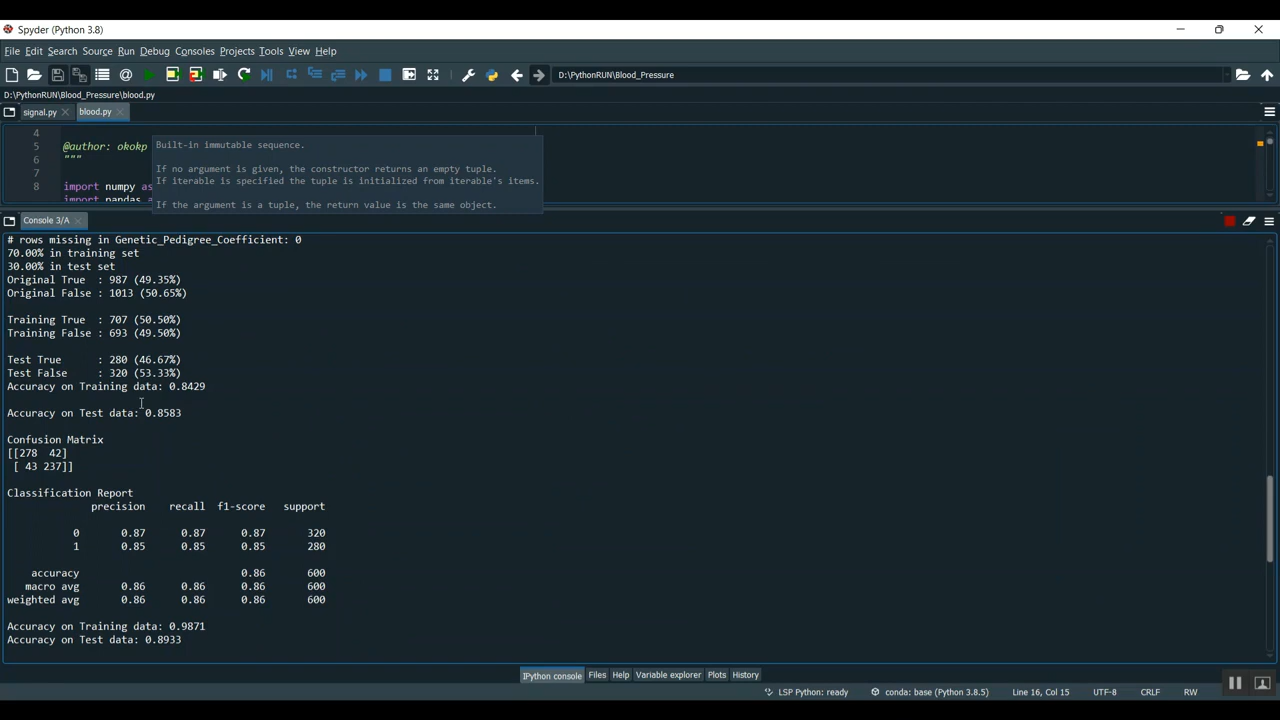 Spyder (Python 3.8)
File Edit Search Source Run Debug Consoles Projects Tools View Help
D:\PythonRUN\Blood_Pressure
D:\PythonRUN\Blood_Pressure\blood.py
signal.py blood.py
4
5 @author: okokp
6 """
7
8 import numpy as
import pandas
Built-in immutable sequence.
If no argument is given, the constructor returns an empty tuple.
If iterable is specified the tuple is initialized from iterable's items.
If the argument is a tuple, the return value is the same object.
Console 3/A
# rows missing in Genetic_Pedigree_Coefficient: 0
70.00% in training set
30.00% in test set
Original True : 987 (49.35%)
Original False : 1013 (50.65%)
Training True : 707 (50.50%)
Training False : 693 (49.50%)
Test True : 280 (46.67%)
Test False : 320 (53.33%)
Accuracy on Training data: 0.8429
Accuracy on Test data: 0.8583
Confusion Matrix
[[278 42]
[ 43 237]]
Classification Report
precision recall f1-score support
0 0.87 0.87 0.87 320
1 0.85 0.85 0.85 280
accuracy 0.86 600
macro avg 0.86 0.86 0.86 600
weighted avg 0.86 0.86 0.86 600
Accuracy on Training data: 0.9871
Accuracy on Test data: 0.8933
IPython console Files Help Variable explorer Plots History
LSP Python: ready conda: base (Python 3.8.5) Line 16, Col 15 UTF-8 CRLF RW